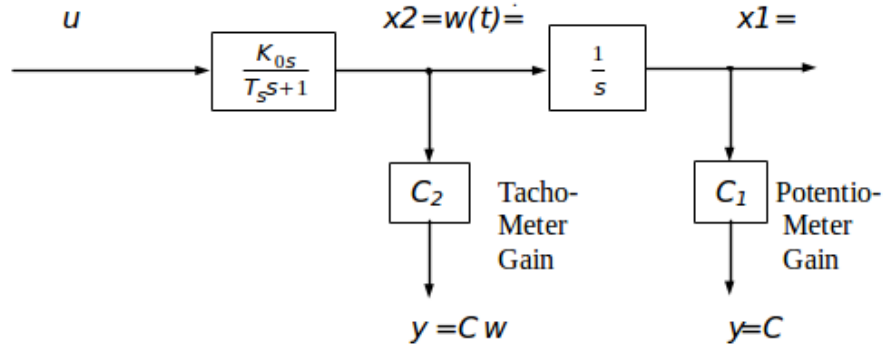 u
x2=w(t)=
x1=
K0s
Tss+1
1
s
C2
Tacho-
Meter
Gain
C1
Potentio-
Meter
Gain
y =C w
y=C